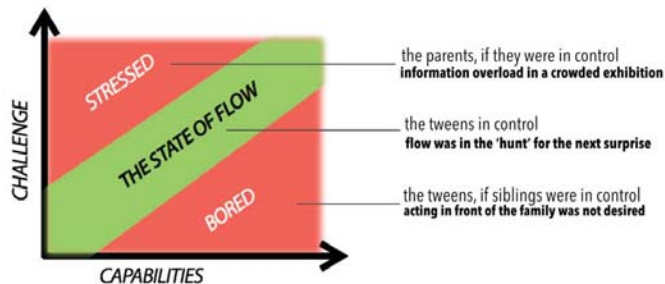 CHALLENGE
STRESSED
THE STATE OF FLOW
BORED
CAPABILITIES
the parents, if they were in control
information overload in a crowded exhibition
the tweens in control
flow was in the 'hunt' for the next surprise
the tweens, if siblings were in control
acting in front of the family was not desired